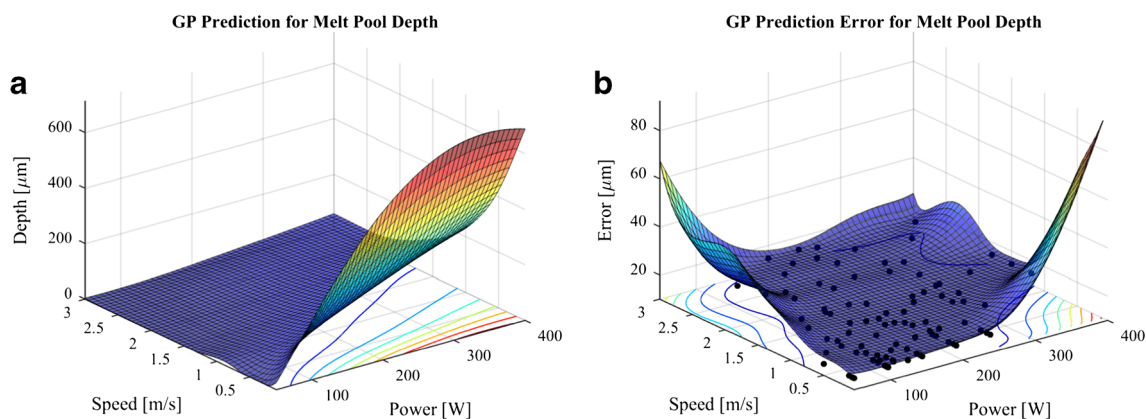 GP Prediction for Melt Pool Depth
a
600
400
200
0
Depth [μm]
3
2.5
2
1.5
1
0.5
Speed [m/s]
100
200
300
400
Power [W]
GP Prediction Error for Melt Pool Depth
b
80
60
40
20
Error [μm]
3
2.5
2
1.5
1
0.5
Speed [m/s]
100
200
300
400
Power [W]